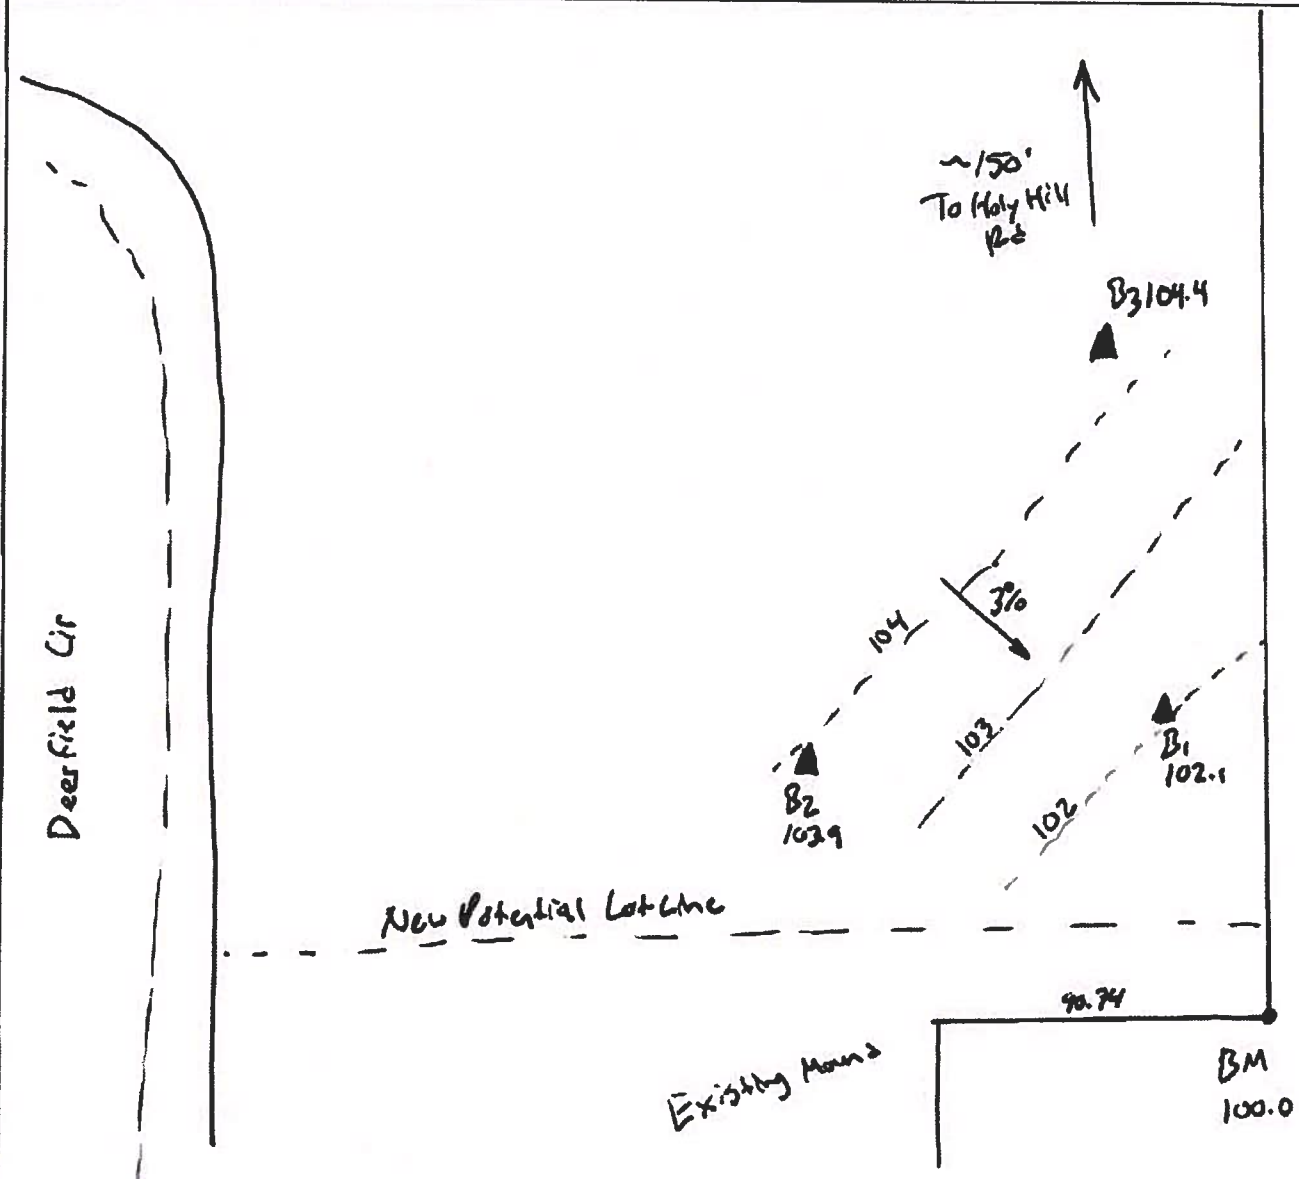 ~150'
To Holy Hill
Rd
B3 104.4
3%
104
103
B1
102.1
102
B2
103.9
Deerfield Cir
New Potential Lot Line
90.74
Existing Mound
BM
100.0